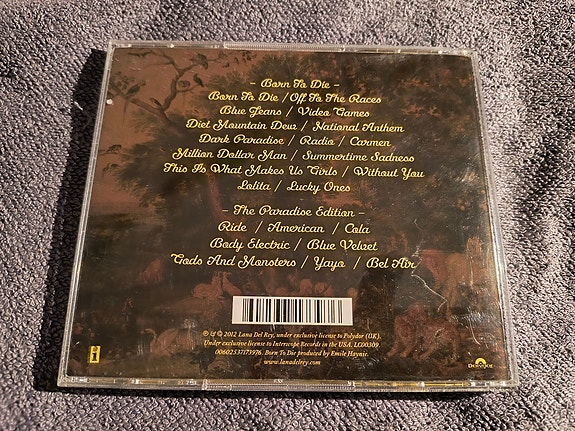 – Born To Die –
Born To Die / Off To The Races
Blue Jeans / Video Games
Diet Mountain Dew / National Anthem
Dark Paradise / Radio / Carmen
Million Dollar Man / Summertime Sadness
This Is What Makes Us Girls / Without You
Lolita / Lucky Ones
– The Paradise Edition –
Ride / American / Cola
Body Electric / Blue Velvet
Gods And Monsters / Yayo / Bel Air
℗ & © 2012 Lana Del Rey, under exclusive license to Polydor (UK).
Under exclusive license to Interscope Records in the USA. LC00309.
00602537173976. Born To Die produced by Emile Haynie.
www.lanadelrey.com
i
Polydor